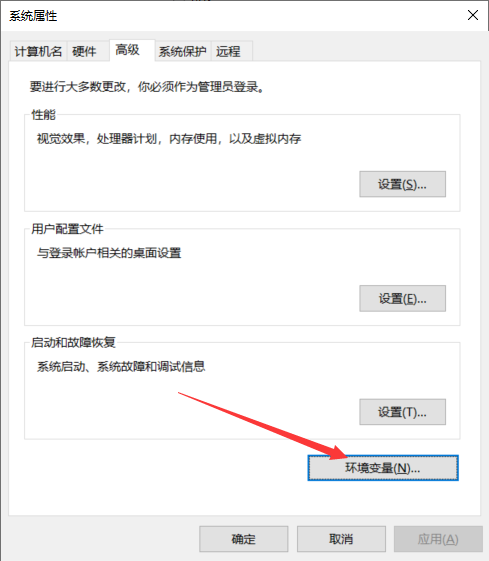 系统属性
计算机名 硬件 高级 系统保护 远程
要进行大多数更改，你必须作为管理员登录。
性能
视觉效果，处理器计划，内存使用，以及虚拟内存
设置(S)...
用户配置文件
与登录帐户相关的桌面设置
设置(E)...
启动和故障恢复
系统启动、系统故障和调试信息
设置(T)...
环境变量(N)...
确定 取消 应用(A)